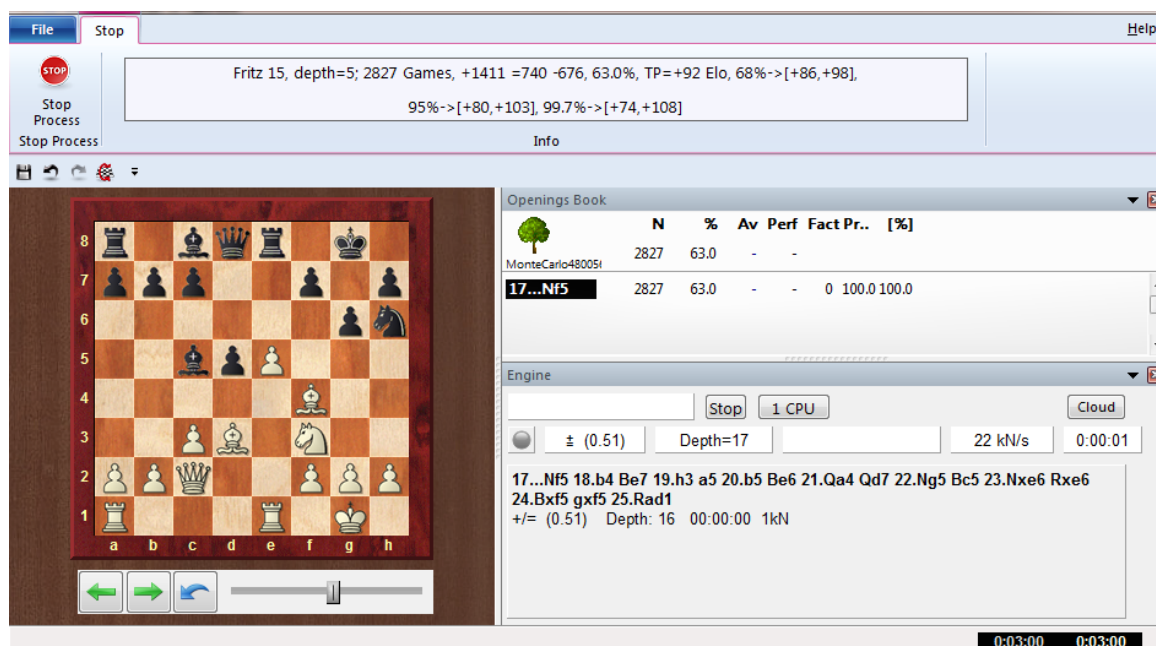 File Stop Help
STOP
Fritz 15, depth=5; 2827 Games, +1411 =740 -676, 63.0%, TP=+92 Elo, 68%->[+86,+98],
95%->[+80,+103], 99.7%->[+74,+108]
Stop
Process
Stop Process Info
Openings Book
N % Av Perf Fact Pr.. [%]
2827 63.0 - -
17...Nf5 2827 63.0 - - 0 100.0 100.0
8
7
6
5
4
3
2
1
a b c d e f g h
Engine
Stop 1 CPU Cloud
± (0.51) Depth=17 22 kN/s 0:00:01
17...Nf5 18.b4 Be7 19.h3 a5 20.b5 Be6 21.Qa4 Qd7 22.Ng5 Bc5 23.Nxe6 Rxe6
24.Bxf5 gxf5 25.Rad1
+/= (0.51) Depth: 16 00:00:00 1kN
0:03:00 0:03:00